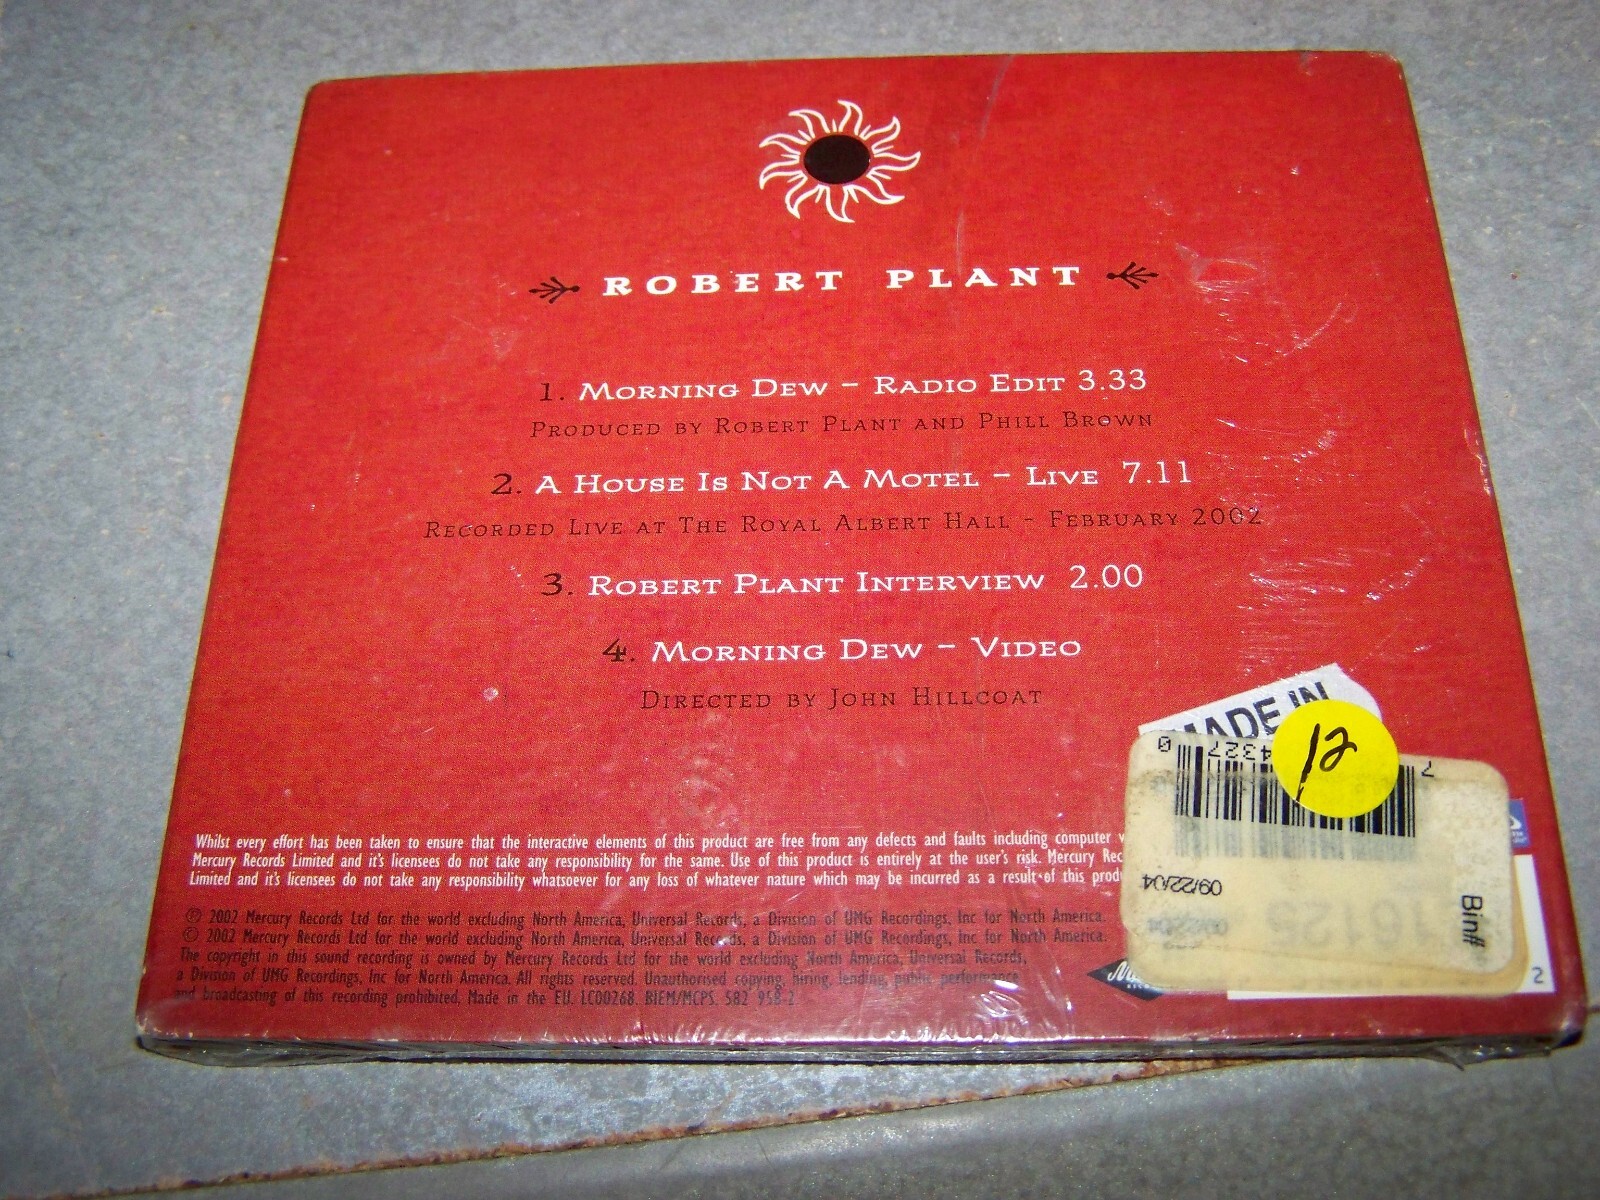 ROBERT PLANT
1. MORNING DEW – RADIO EDIT 3.33
PRODUCED BY ROBERT PLANT AND PHILL BROWN
2. A HOUSE IS NOT A MOTEL – LIVE 7.11
RECORDED LIVE AT THE ROYAL ALBERT HALL - FEBRUARY 2002
3. ROBERT PLANT INTERVIEW 2.00
4. MORNING DEW – VIDEO
DIRECTED BY JOHN HILLCOAT
MADE IN
12
09/22/04
Bin#
2
Whilst every effort has been taken to ensure that the interactive elements of this product are free from any defects and faults including computer
Mercury Records Limited and it's licensees do not take any responsibility for the same. Use of this product is entirely at the user's risk. Mercury
Limited and it's licensees do not take any responsibility whatsoever for any loss of whatever nature which may be incurred as a result of this
℗ 2002 Mercury Records Ltd for the world excluding North America, Universal Records, a Division of UMG Recordings, Inc for North America.
© 2002 Mercury Records Ltd for the world excluding North America, Universal Records, a Division of UMG Recordings, Inc for North America.
The copyright in this sound recording is owned by Mercury Records Ltd for the world excluding North America, Universal Records,
a Division of UMG Recordings, Inc for North America. All rights reserved. Unauthorised copying, hiring, lending, public performance
and broadcasting of this recording prohibited. Made in the EU. LC00268. BIEM/MCPS. 582 958-2